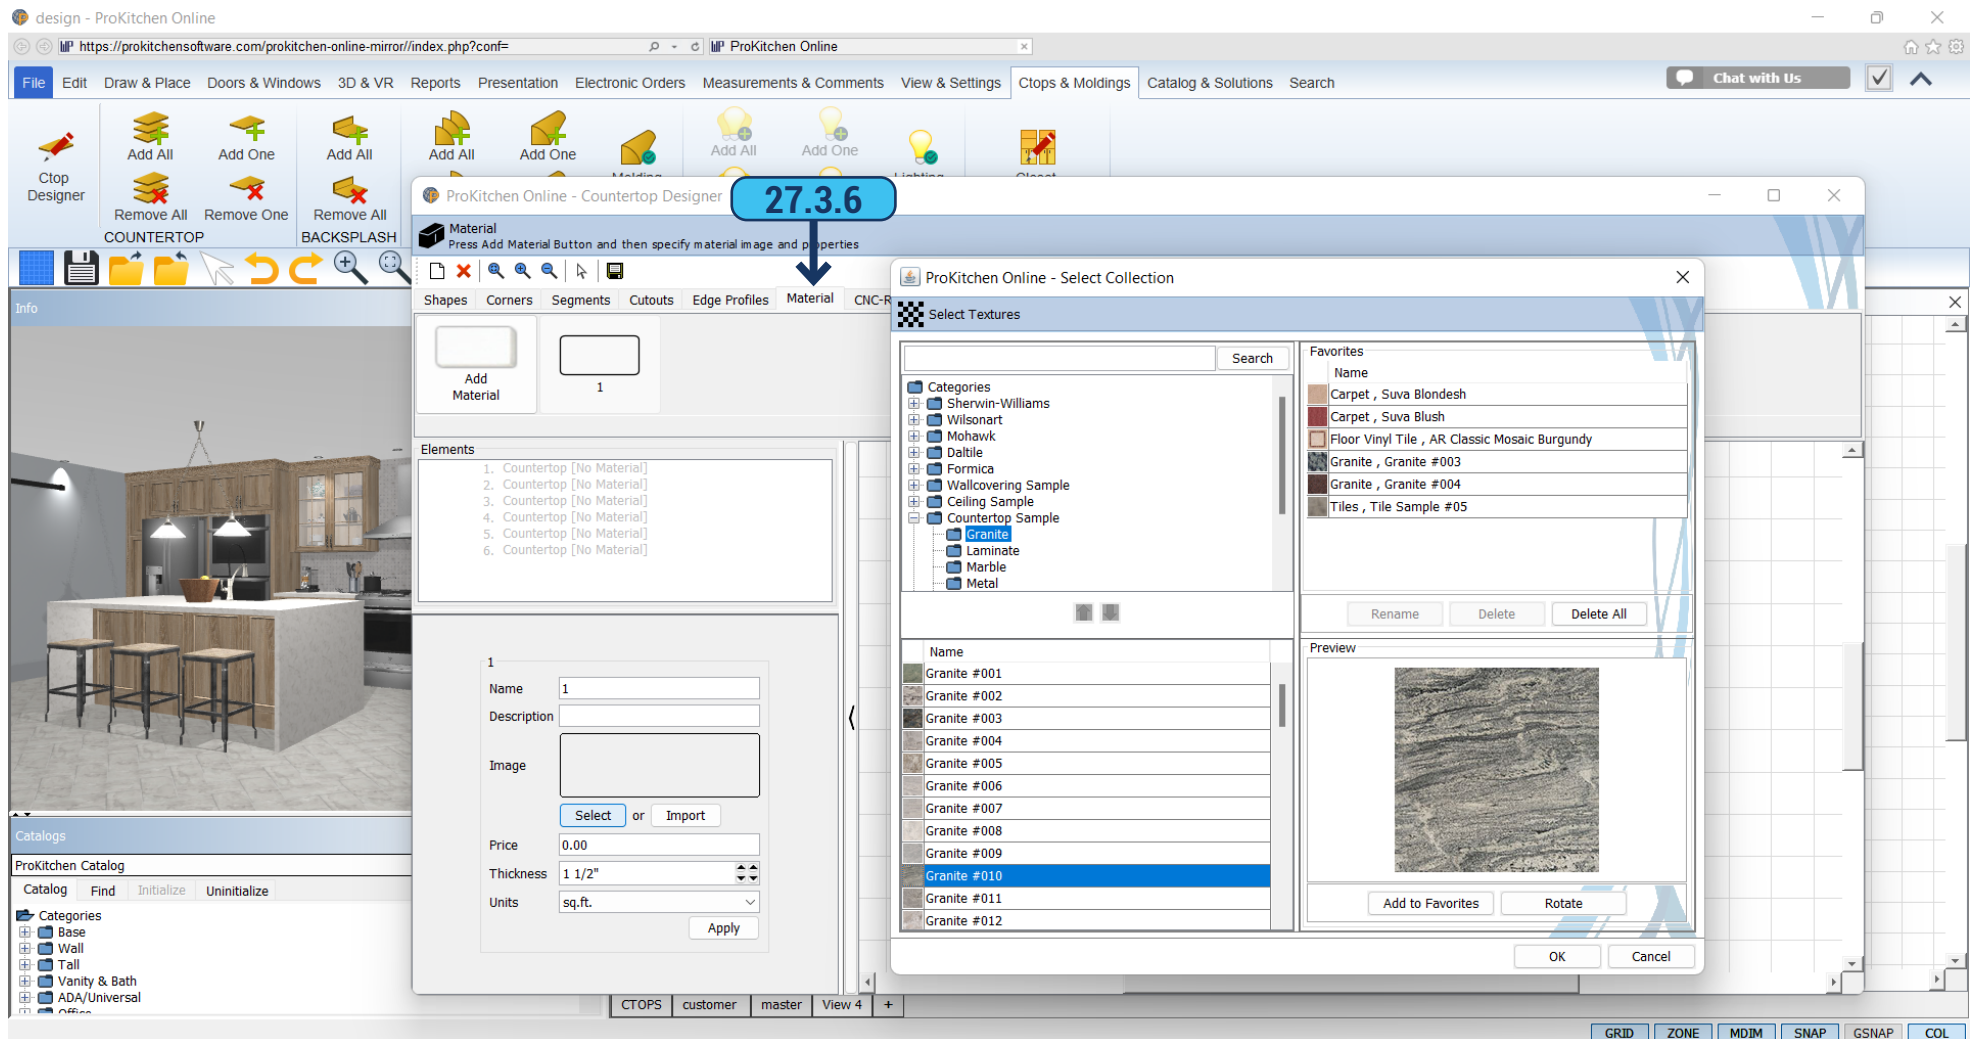 design - ProKitchen Online
https://prokitchensoftware.com/prokitchen-online-mirror//index.php?conf=
ProKitchen Online
File Edit Draw & Place Doors & Windows 3D & VR Reports Presentation Electronic Orders Measurements & Comments View & Settings Ctops & Moldings Catalog & Solutions Search
Chat with Us
Ctop
Designer
Add All
Add One
Add All
Add All
Add One
Add All
Add One
Remove All
Remove One
Remove All
COUNTERTOP
BACKSPLASH
ProKitchen Online - Countertop Designer
27.3.6
Material
Press Add Material Button and then specify material image and properties
Shapes Corners Segments Cutouts Edge Profiles Material CNC-R
Add
Material
1
Elements
1. Countertop [No Material]
2. Countertop [No Material]
3. Countertop [No Material]
4. Countertop [No Material]
5. Countertop [No Material]
6. Countertop [No Material]
1
Name 1
Description
Image
Select or Import
Price 0.00
Thickness 1 1/2"
Units sq.ft.
Apply
ProKitchen Online - Select Collection
Select Textures
Search
Categories
Sherwin-Williams
Wilsonart
Mohawk
Daltile
Formica
Wallcovering Sample
Ceiling Sample
Countertop Sample
Granite
Laminate
Marble
Metal
Name
Granite #001
Granite #002
Granite #003
Granite #004
Granite #005
Granite #006
Granite #007
Granite #008
Granite #009
Granite #010
Granite #011
Granite #012
Favorites
Name
Carpet , Suva Blondesh
Carpet , Suva Blush
Floor Vinyl Tile , AR Classic Mosaic Burgundy
Granite , Granite #003
Granite , Granite #004
Tiles , Tile Sample #05
Rename Delete Delete All
Preview
Add to Favorites Rotate
OK Cancel
Info
Catalogs
ProKitchen Catalog
Catalog Find Initialize Uninitialize
Categories
Base
Wall
Tall
Vanity & Bath
ADA/Universal
CTOPS customer master View 4 +
GRID ZONE MDIM SNAP GSNAP COL